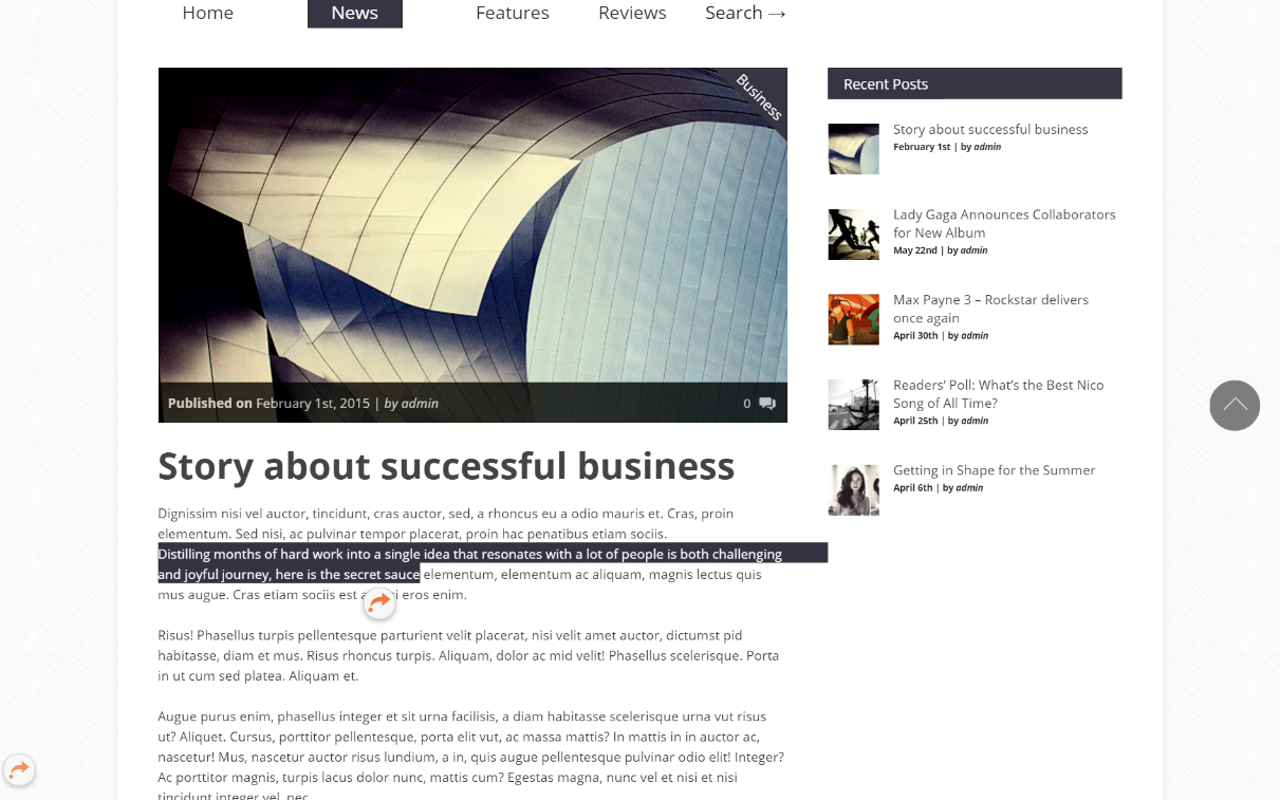 Home News Features Reviews Search →
Business
Published on February 1st, 2015 | by admin 0
Story about successful business
Dignissim nisi vel auctor, tincidunt, cras auctor, sed, a rhoncus eu a odio mauris et. Cras, proin
elementum. Sed nisi, ac pulvinar tempor placerat, proin hac penatibus etiam sociis.
Distilling months of hard work into a single idea that resonates with a lot of people is both challenging
and joyful journey, here is the secret sauce elementum, elementum ac aliquam, magnis lectus quis
mus augue. Cras etiam sociis est eros enim.
Risus! Phasellus turpis pellentesque parturient velit placerat, nisi velit amet auctor, dictumst pid
habitasse, diam et mus. Risus rhoncus turpis. Aliquam, dolor ac mid velit! Phasellus scelerisque. Porta
in ut cum sed platea. Aliquam et.
Augue purus enim, phasellus integer et sit urna facilisis, a diam habitasse scelerisque urna vut risus
ut? Aliquet. Cursus, porttitor pellentesque, porta elit vut, ac massa mattis? In mattis in in auctor ac,
nascetur! Mus, nascetur auctor risus lundium, a in, quis augue pellentesque pulvinar odio elit! Integer?
Ac porttitor magnis, turpis lacus dolor nunc, mattis cum? Egestas magna, nunc vel et nisi et nisi
tincidunt integer vel, nec
Recent Posts
Story about successful business
February 1st | by admin
Lady Gaga Announces Collaborators
for New Album
May 22nd | by admin
Max Payne 3 – Rockstar delivers
once again
April 30th | by admin
Readers’ Poll: What’s the Best Nico
Song of All Time?
April 25th | by admin
Getting in Shape for the Summer
April 6th | by admin